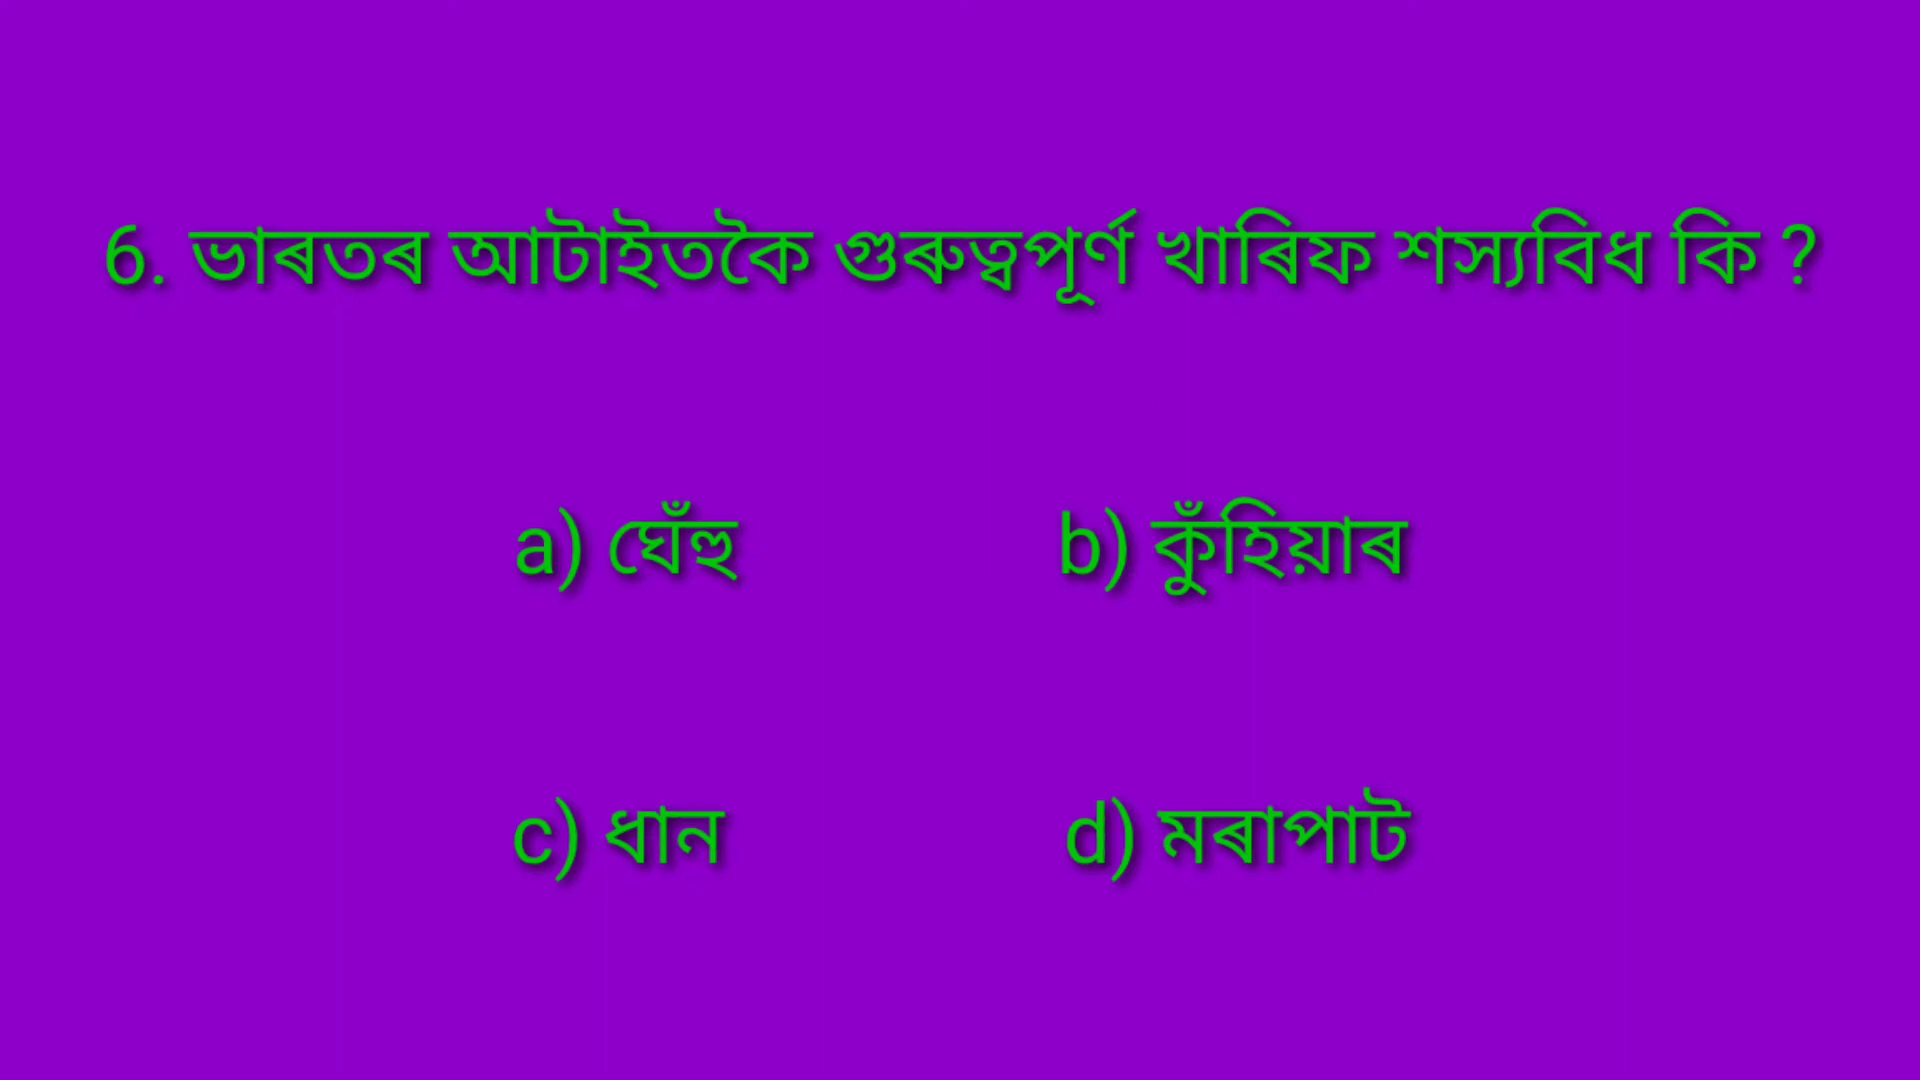 6. ভাৰতৰ আটাইতকৈ গুৰুত্বপূৰ্ণ খাৰিফ শস্যবিধ কি ?
a) ঘেঁহু b) কুঁহিয়াৰ
c) ধান d) মৰাপাট